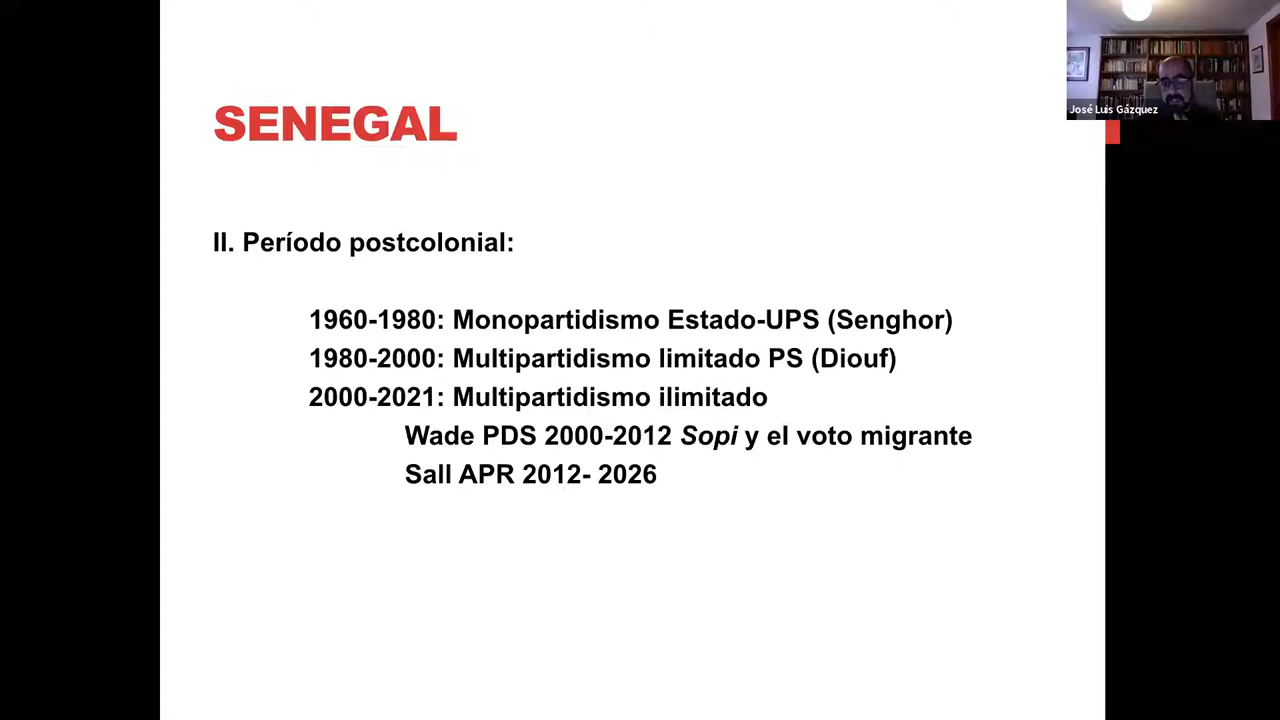 SENEGAL
José Luis Gázquez
II. Período postcolonial:
1960-1980: Monopartidismo Estado-UPS (Senghor)
1980-2000: Multipartidismo limitado PS (Diouf)
2000-2021: Multipartidismo ilimitado
Wade PDS 2000-2012 Sopi y el voto migrante
Sall APR 2012- 2026